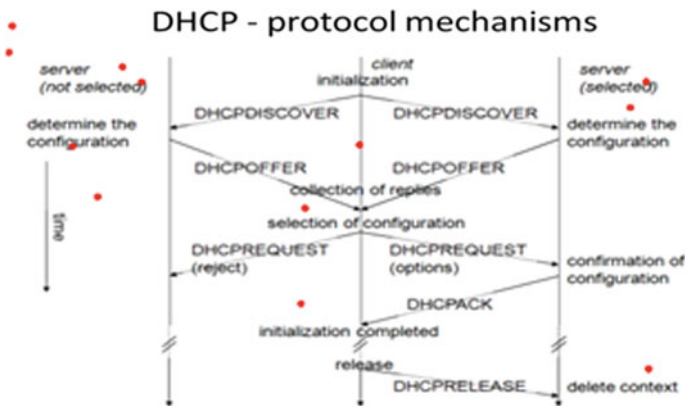 DHCP - protocol mechanisms
server
(not selected)
client
initialization
server
(selected)
DHCPDISCOVER
DHCPDISCOVER
determine the
configuration
determine the
configuration
DHCPOFFER
DHCPOFFER
collection of replies
time
selection of configuration
DHCPREQUEST
(reject)
DHCPREQUEST
(options)
confirmation of
configuration
DHCPACK
initialization completed
release
DHCPRELEASE
delete context